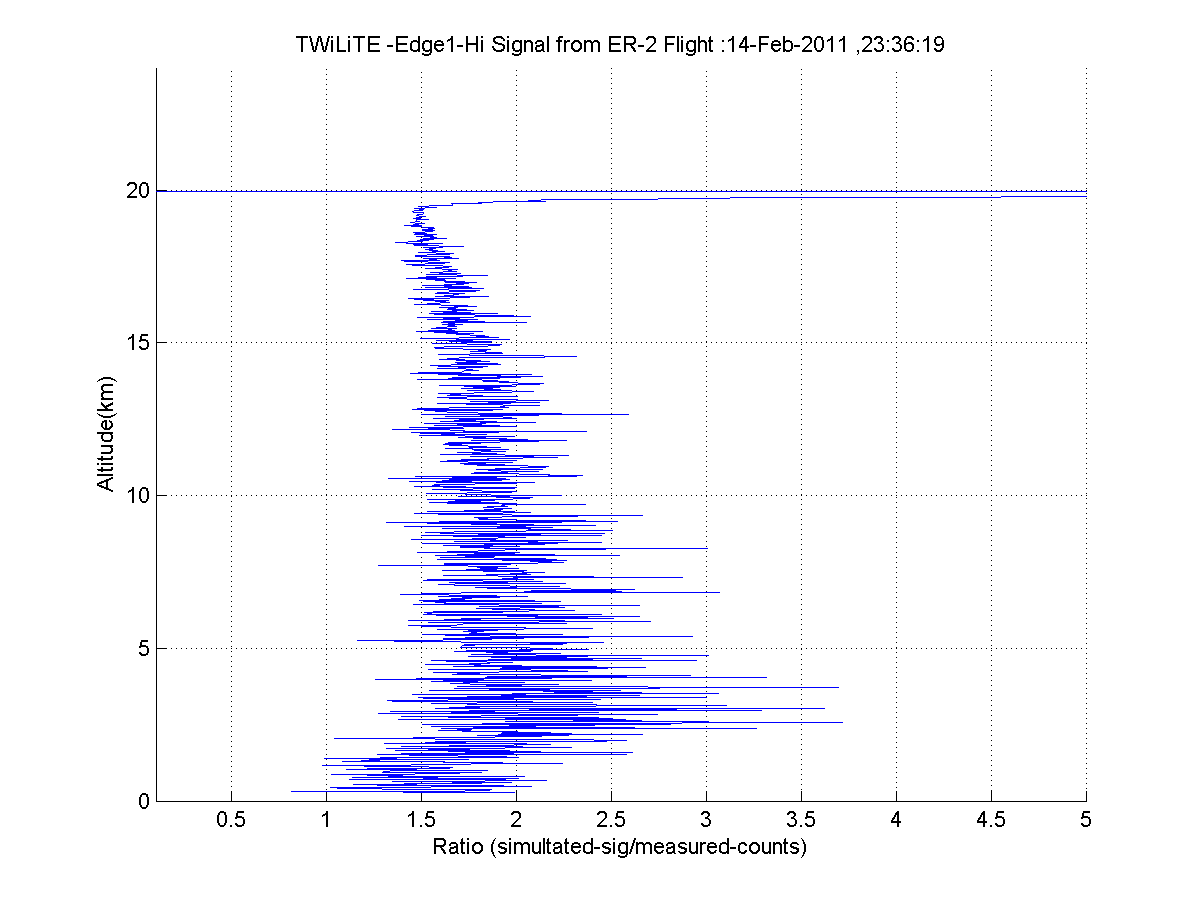 TWiLiTE -Edge1-Hi Signal from ER-2 Flight :14-Feb-2011 ,23:36:19
20
15
10
5
0
Altitude(km)
0.5 1 1.5 2 2.5 3 3.5 4 4.5 5
Ratio (simultated-sig/measured-counts)